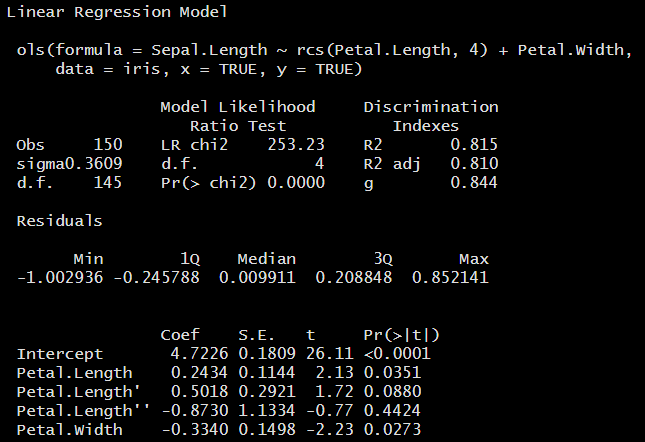 Linear Regression Model
ols(formula = Sepal.Length ~ rcs(Petal.Length, 4) + Petal.Width,
data = iris, x = TRUE, y = TRUE)
Model Likelihood Discrimination
Ratio Test Indexes
Obs 150 LR chi2 253.23 R2 0.815
sigma0.3609 d.f. 4 R2 adj 0.810
d.f. 145 Pr(> chi2) 0.0000 g 0.844
Residuals
Min 1Q Median 3Q Max
-1.002936 -0.245788 0.009911 0.208848 0.852141
Coef S.E. t Pr(>|t|)
Intercept 4.7226 0.1809 26.11 <0.0001
Petal.Length 0.2434 0.1144 2.13 0.0351
Petal.Length' 0.5018 0.2921 1.72 0.0880
Petal.Length'' -0.8730 1.1334 -0.77 0.4424
Petal.Width -0.3340 0.1498 -2.23 0.0273